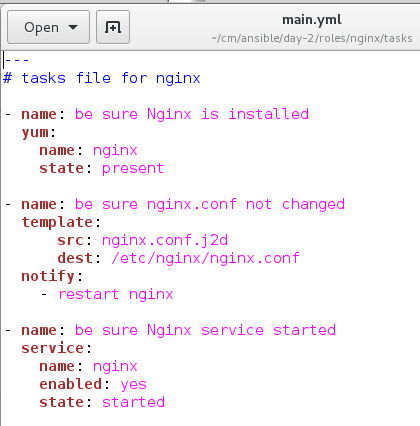 Open
main.yml
~/cm/ansible/day-2/roles/nginx/tasks
---
# tasks file for nginx
- name: be sure Nginx is installed
  yum:
    name: nginx
    state: present
- name: be sure nginx.conf not changed
  template:
      src: nginx.conf.j2d
      dest: /etc/nginx/nginx.conf
  notify:
    - restart nginx
- name: be sure Nginx service started
  service:
    name: nginx
    enabled: yes
    state: started